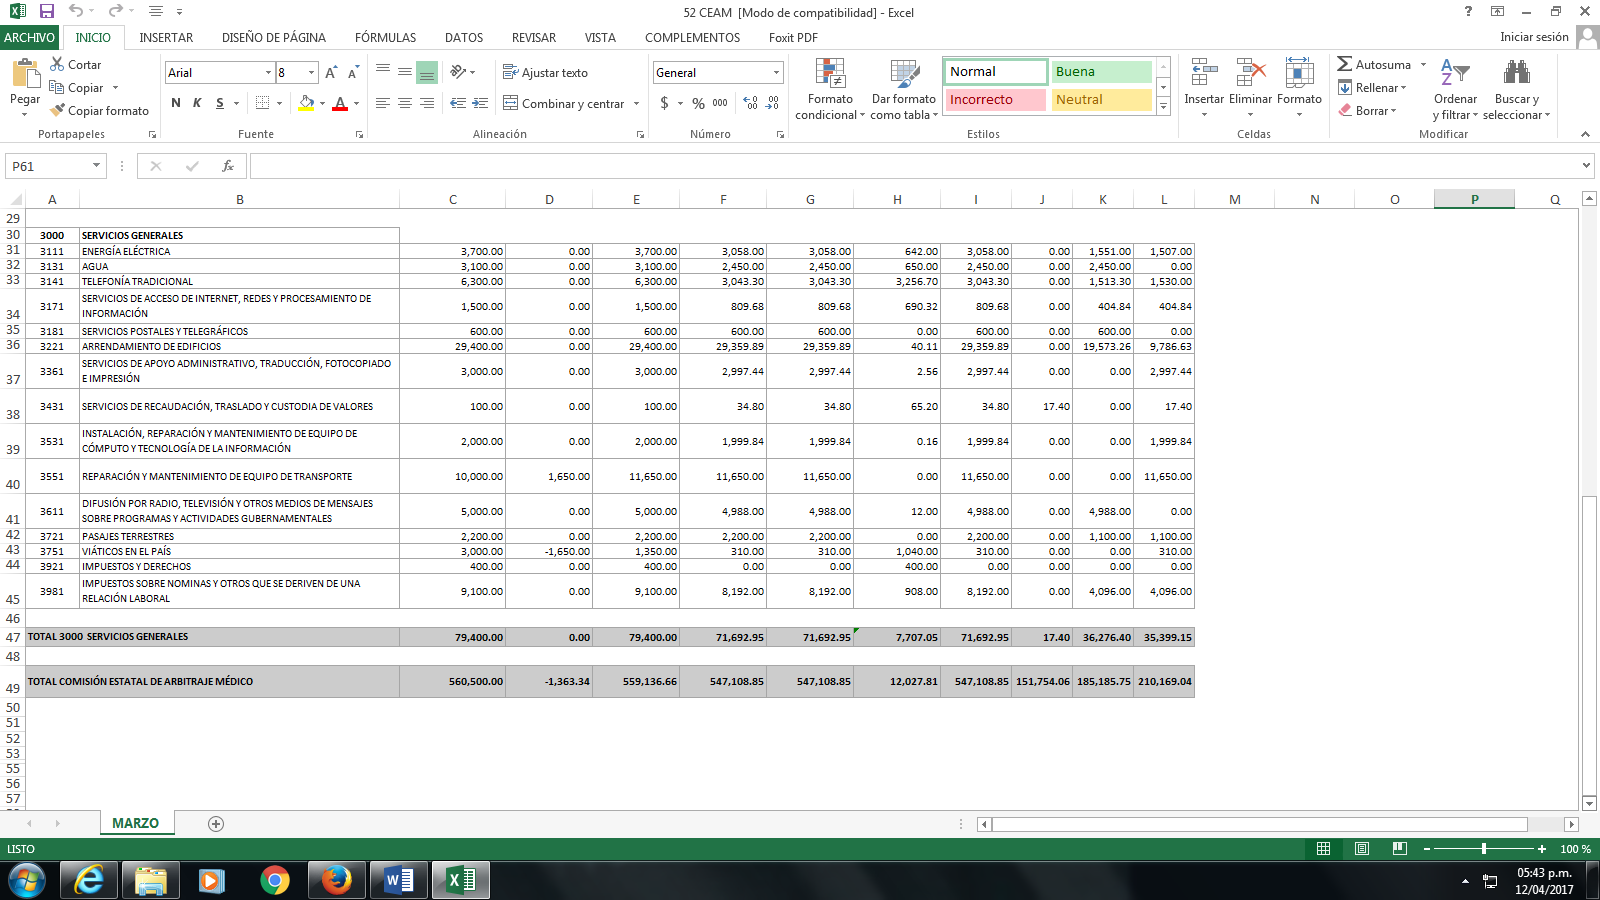 52 CEAM  [Modo de compatibilidad] - Excel
ARCHIVO INICIO INSERTAR DISEÑO DE PÁGINA FÓRMULAS DATOS REVISAR VISTA COMPLEMENTOS Foxit PDF Iniciar sesión
Pegar
Cortar
Copiar
Copiar formato
Portapapeles
Arial 8
N K S
Fuente
Ajustar texto
Combinar y centrar
Alineación
General
$ % 000
Número
Formato condicional
Dar formato como tabla
Normal Buena
Incorrecto Neutral
Estilos
Insertar Eliminar Formato
Celdas
Autosuma
Rellenar
Borrar
Ordenar y filtrar
Buscar y seleccionar
Modificar
P61
A B C D E F G H I J K L M N O P Q
29
30 3000 SERVICIOS GENERALES
31 3111 ENERGÍA ELÉCTRICA 3,700.00 0.00 3,700.00 3,058.00 3,058.00 642.00 3,058.00 0.00 1,551.00 1,507.00
32 3131 AGUA 3,100.00 0.00 3,100.00 2,450.00 2,450.00 650.00 2,450.00 0.00 2,450.00 0.00
33 3141 TELEFONÍA TRADICIONAL 6,300.00 0.00 6,300.00 3,043.30 3,043.30 3,256.70 3,043.30 0.00 1,513.30 1,530.00
34 3171 SERVICIOS DE ACCESO DE INTERNET, REDES Y PROCESAMIENTO DE INFORMACIÓN 1,500.00 0.00 1,500.00 809.68 809.68 690.32 809.68 0.00 404.84 404.84
35 3181 SERVICIOS POSTALES Y TELEGRÁFICOS 600.00 0.00 600.00 600.00 600.00 0.00 600.00 0.00 600.00 0.00
36 3221 ARRENDAMIENTO DE EDIFICIOS 29,400.00 0.00 29,400.00 29,359.89 29,359.89 40.11 29,359.89 0.00 19,573.26 9,786.63
37 3361 SERVICIOS DE APOYO ADMINISTRATIVO, TRADUCCIÓN, FOTOCOPIADO E IMPRESIÓN 3,000.00 0.00 3,000.00 2,997.44 2,997.44 2.56 2,997.44 0.00 0.00 2,997.44
38 3431 SERVICIOS DE RECAUDACIÓN, TRASLADO Y CUSTODIA DE VALORES 100.00 0.00 100.00 34.80 34.80 65.20 34.80 17.40 0.00 17.40
39 3531 INSTALACIÓN, REPARACIÓN Y MANTENIMIENTO DE EQUIPO DE CÓMPUTO Y TECNOLOGÍA DE LA INFORMACIÓN 2,000.00 0.00 2,000.00 1,999.84 1,999.84 0.16 1,999.84 0.00 0.00 1,999.84
40 3551 REPARACIÓN Y MANTENIMIENTO DE EQUIPO DE TRANSPORTE 10,000.00 1,650.00 11,650.00 11,650.00 11,650.00 0.00 11,650.00 0.00 0.00 11,650.00
41 3611 DIFUSIÓN POR RADIO, TELEVISIÓN Y OTROS MEDIOS DE MENSAJES SOBRE PROGRAMAS Y ACTIVIDADES GUBERNAMENTALES 5,000.00 0.00 5,000.00 4,988.00 4,988.00 12.00 4,988.00 0.00 4,988.00 0.00
42 3721 PASAJES TERRESTRES 2,200.00 0.00 2,200.00 2,200.00 2,200.00 0.00 2,200.00 0.00 1,100.00 1,100.00
43 3751 VIÁTICOS EN EL PAÍS 3,000.00 -1,650.00 1,350.00 310.00 310.00 1,040.00 310.00 0.00 0.00 310.00
44 3921 IMPUESTOS Y DERECHOS 400.00 0.00 400.00 0.00 0.00 400.00 0.00 0.00 0.00 0.00
45 3981 IMPUESTOS SOBRE NOMINAS Y OTROS QUE SE DERIVEN DE UNA RELACIÓN LABORAL 9,100.00 0.00 9,100.00 8,192.00 8,192.00 908.00 8,192.00 0.00 4,096.00 4,096.00
46
47 TOTAL 3000  SERVICIOS GENERALES 79,400.00 0.00 79,400.00 71,692.95 71,692.95 7,707.05 71,692.95 17.40 36,276.40 35,399.15
48
49 TOTAL COMISIÓN ESTATAL DE ARBITRAJE MÉDICO 560,500.00 -1,363.34 559,136.66 547,108.85 547,108.85 12,027.81 547,108.85 151,754.06 185,185.75 210,169.04
50
51
52
53
55
56
57
MARZO
LISTO 100 %
05:43 p.m.
12/04/2017